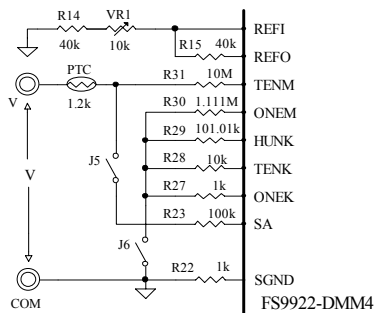 R14 VR1 REFI
40k 10k R15 40k REFO
PTC R31 10M TENM
V 1.2k R30 1.111M ONEM
R29 101.01k HUNK
J5 R28 10k TENK
V R27 1k ONEK
R23 100k SA
J6 R22 1k SGND
COM FS9922-DMM4